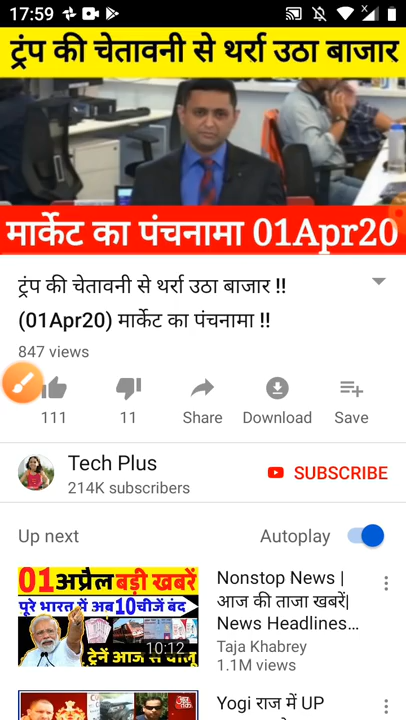 17:59
ट्रंप की चेतावनी से थर्रा उठा बाजार
मार्केट का पंचनामा 01Apr20
ट्रंप की चेतावनी से थर्रा उठा बाजार !!
(01Apr20) मार्केट का पंचनामा !!
847 views
111
11
Share
Download
Save
Tech Plus
214K subscribers
SUBSCRIBE
Up next
Autoplay
01अप्रैल बड़ी खबरें
पूरे भारत में अब 10 चीजें बंद
10:12
ट्रेनें आज से चालू
Nonstop News |
आज की ताजा खबरें|
News Headlines…
Taja Khabrey
1.1M views
Yogi राज में UP